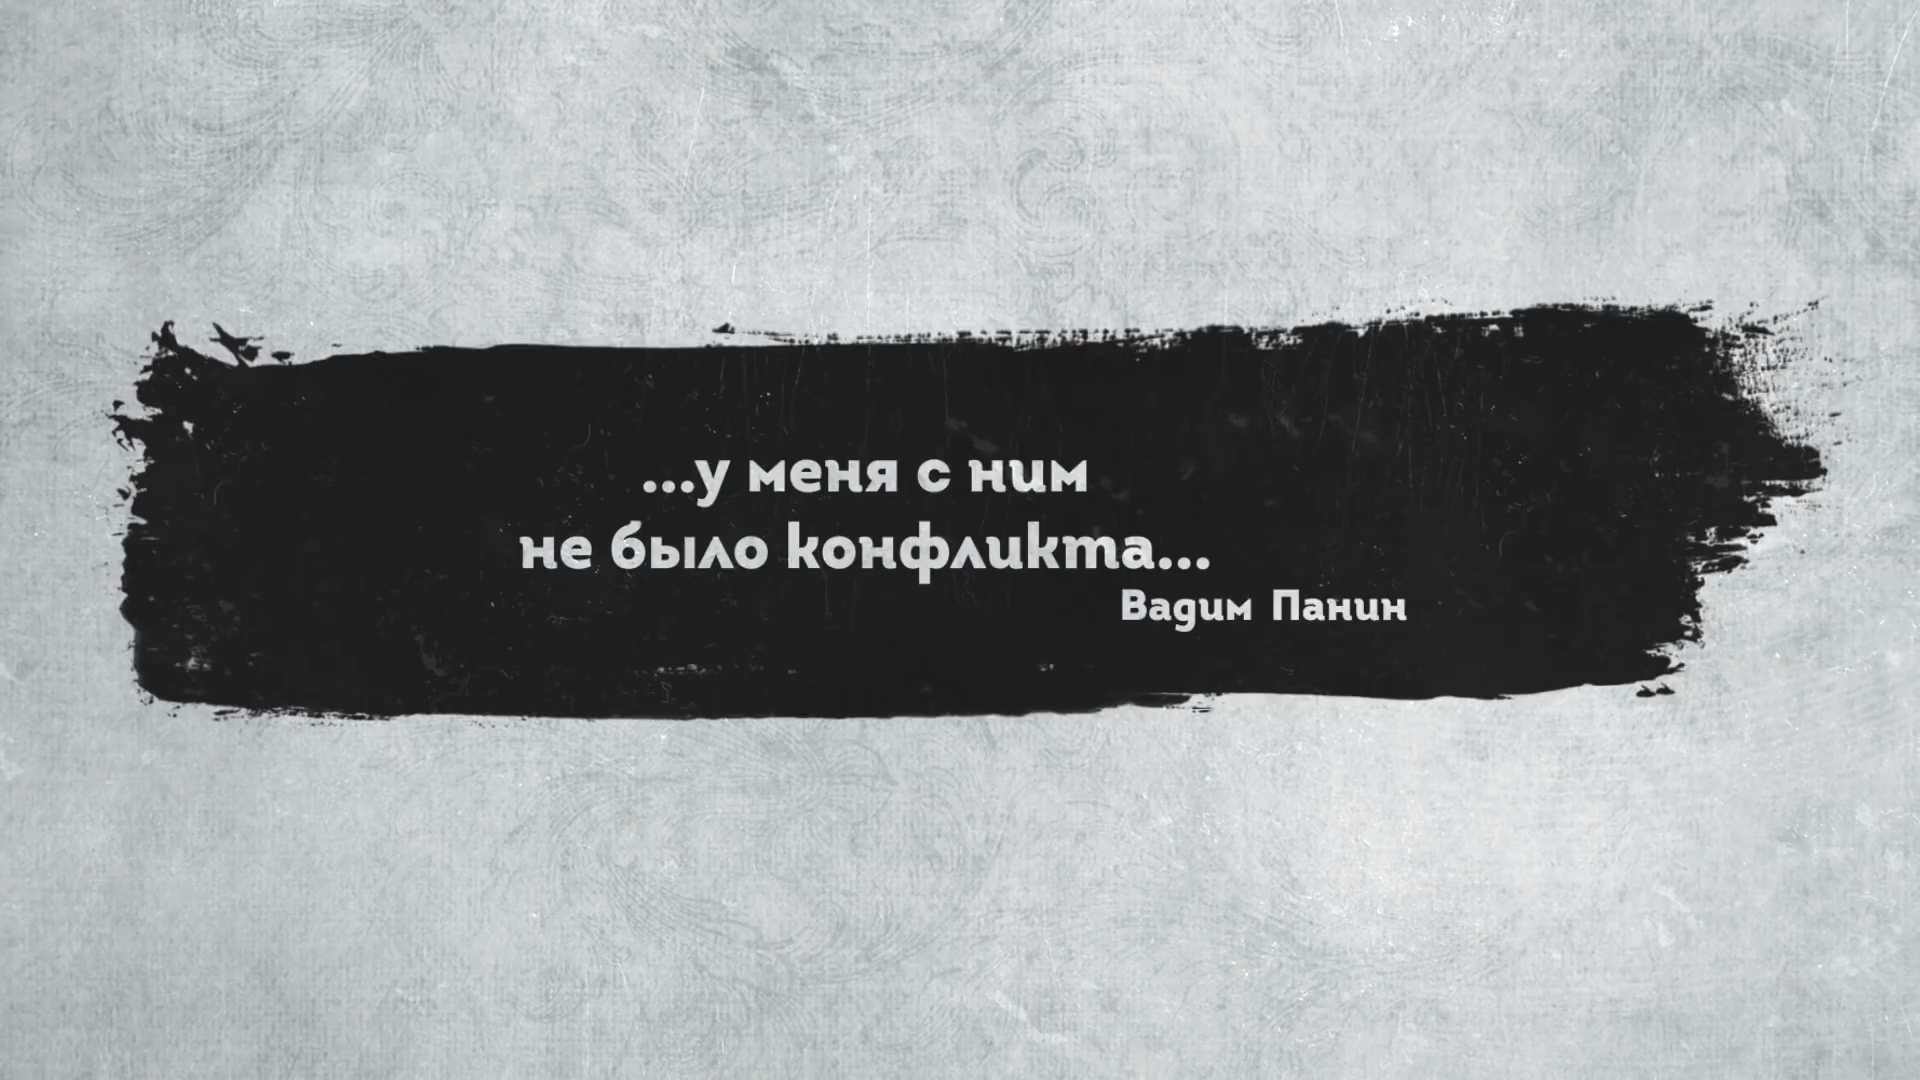 ...у меня с ним
не было конфликта...
Вадим Панин